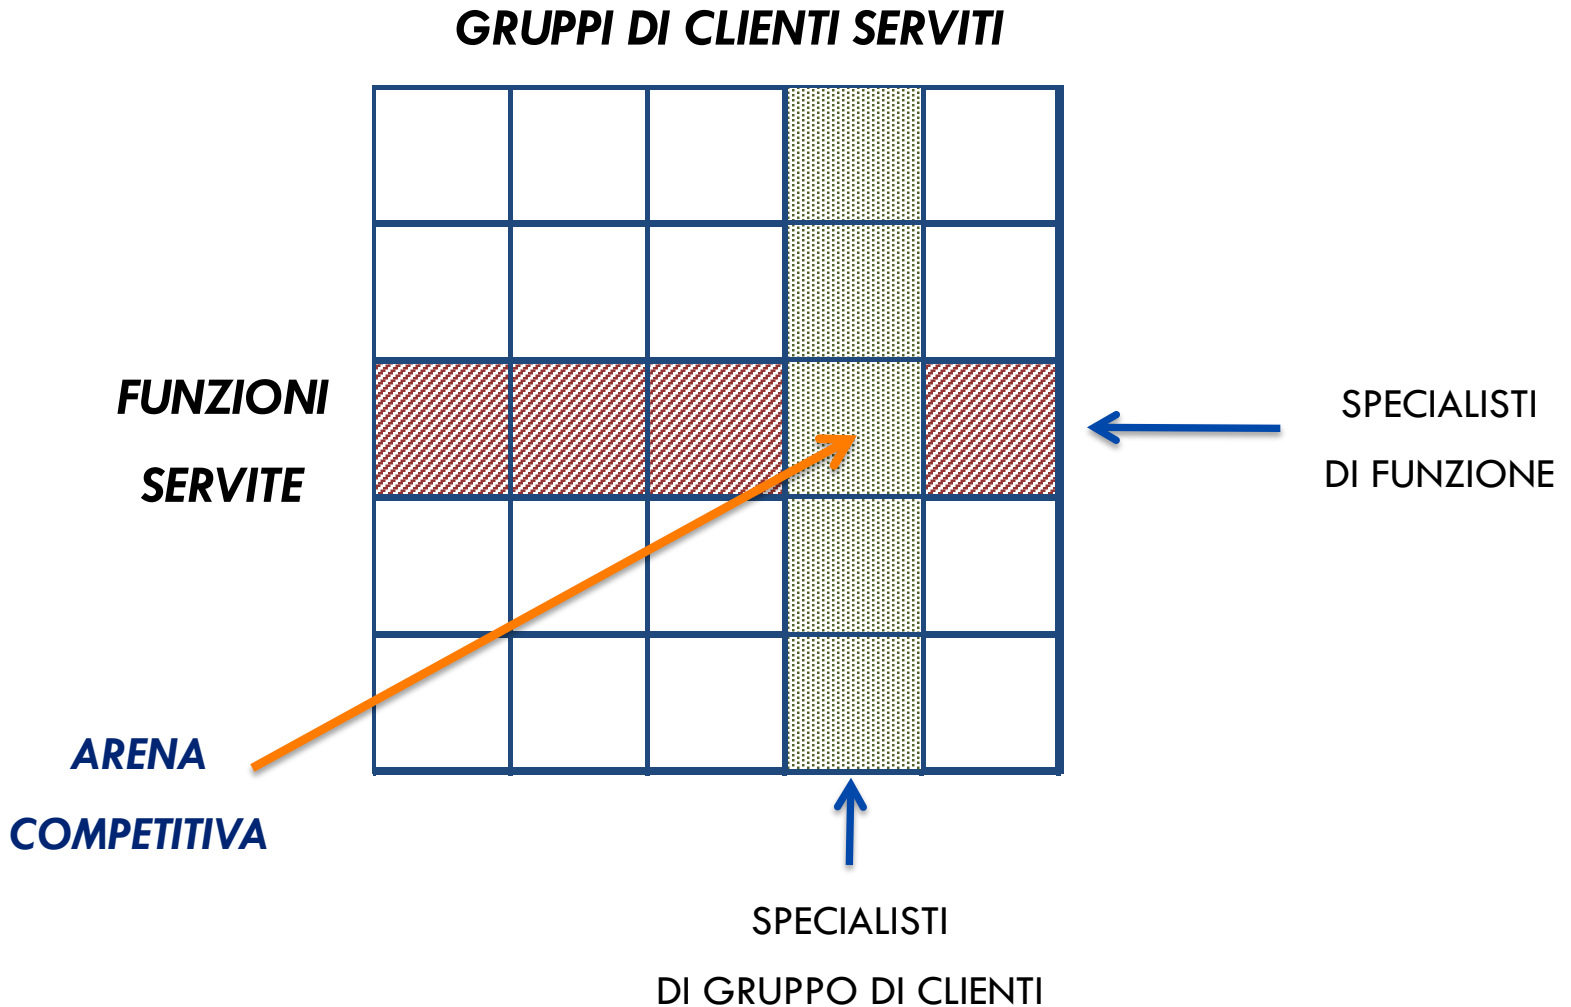 GRUPPI DI CLIENTI SERVITI
FUNZIONI
SERVITE
SPECIALISTI
DI FUNZIONE
ARENA
COMPETITIVA
SPECIALISTI
DI GRUPPO DI CLIENTI